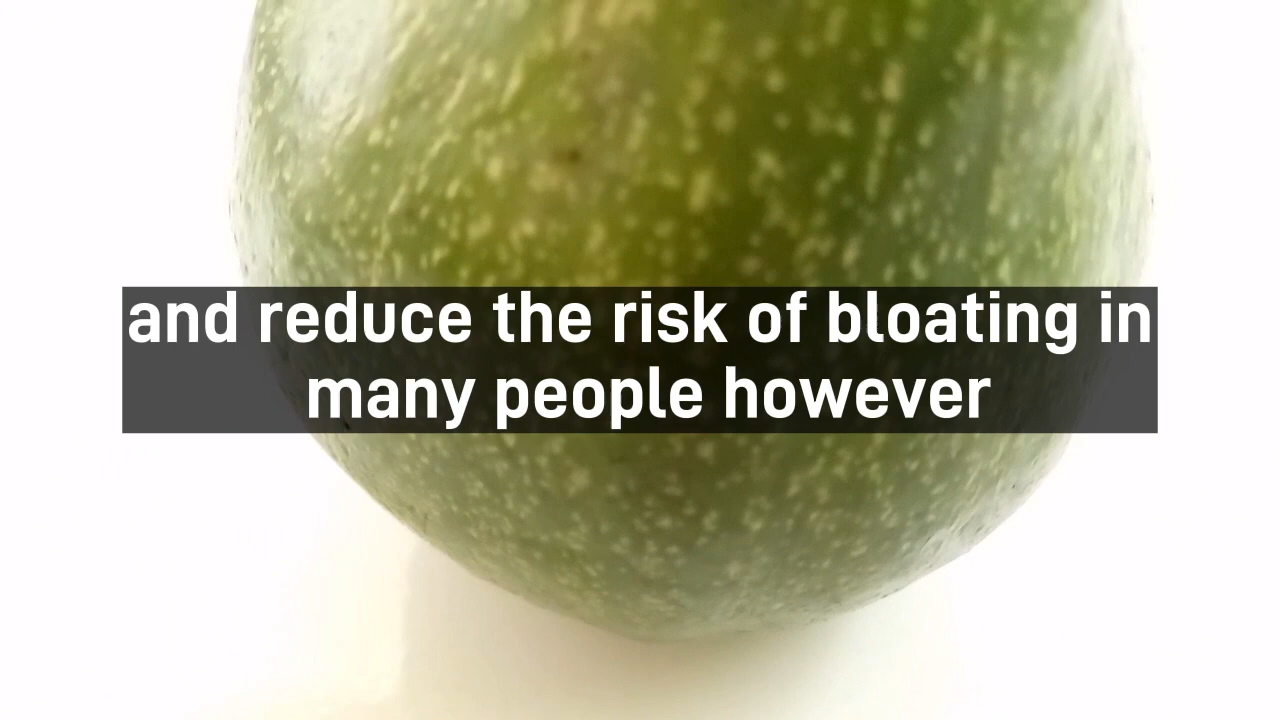 and reduce the risk of bloating in
many people however